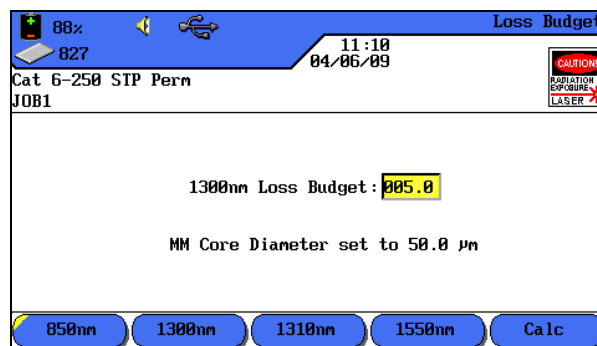 88% Loss Budget
827
11:10
04/06/09
CAUTION!
RADIATION
EXPOSURE
LASER
Cat 6-250 STP Perm
JOB1
1300nm Loss Budget: 005.0
MM Core Diameter set to 50.0 µm
850nm 1300nm 1310nm 1550nm Calc